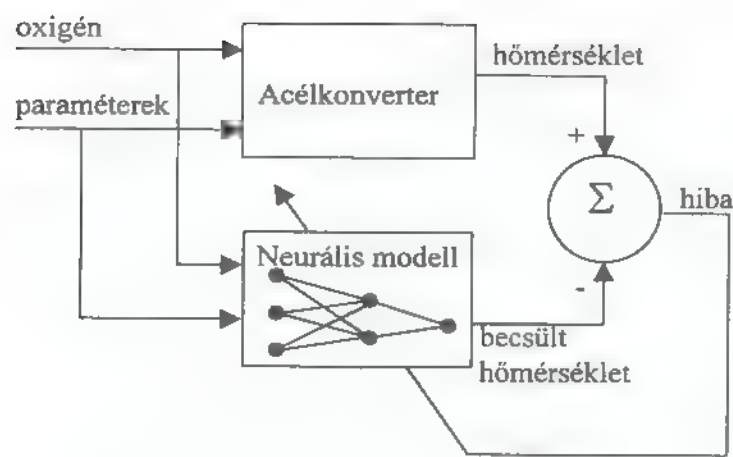 oxigén
paraméterek
Acélkonverter
hőmérséklet
+
Σ
hiba
-
Neurális modell
becsült
hőmérséklet